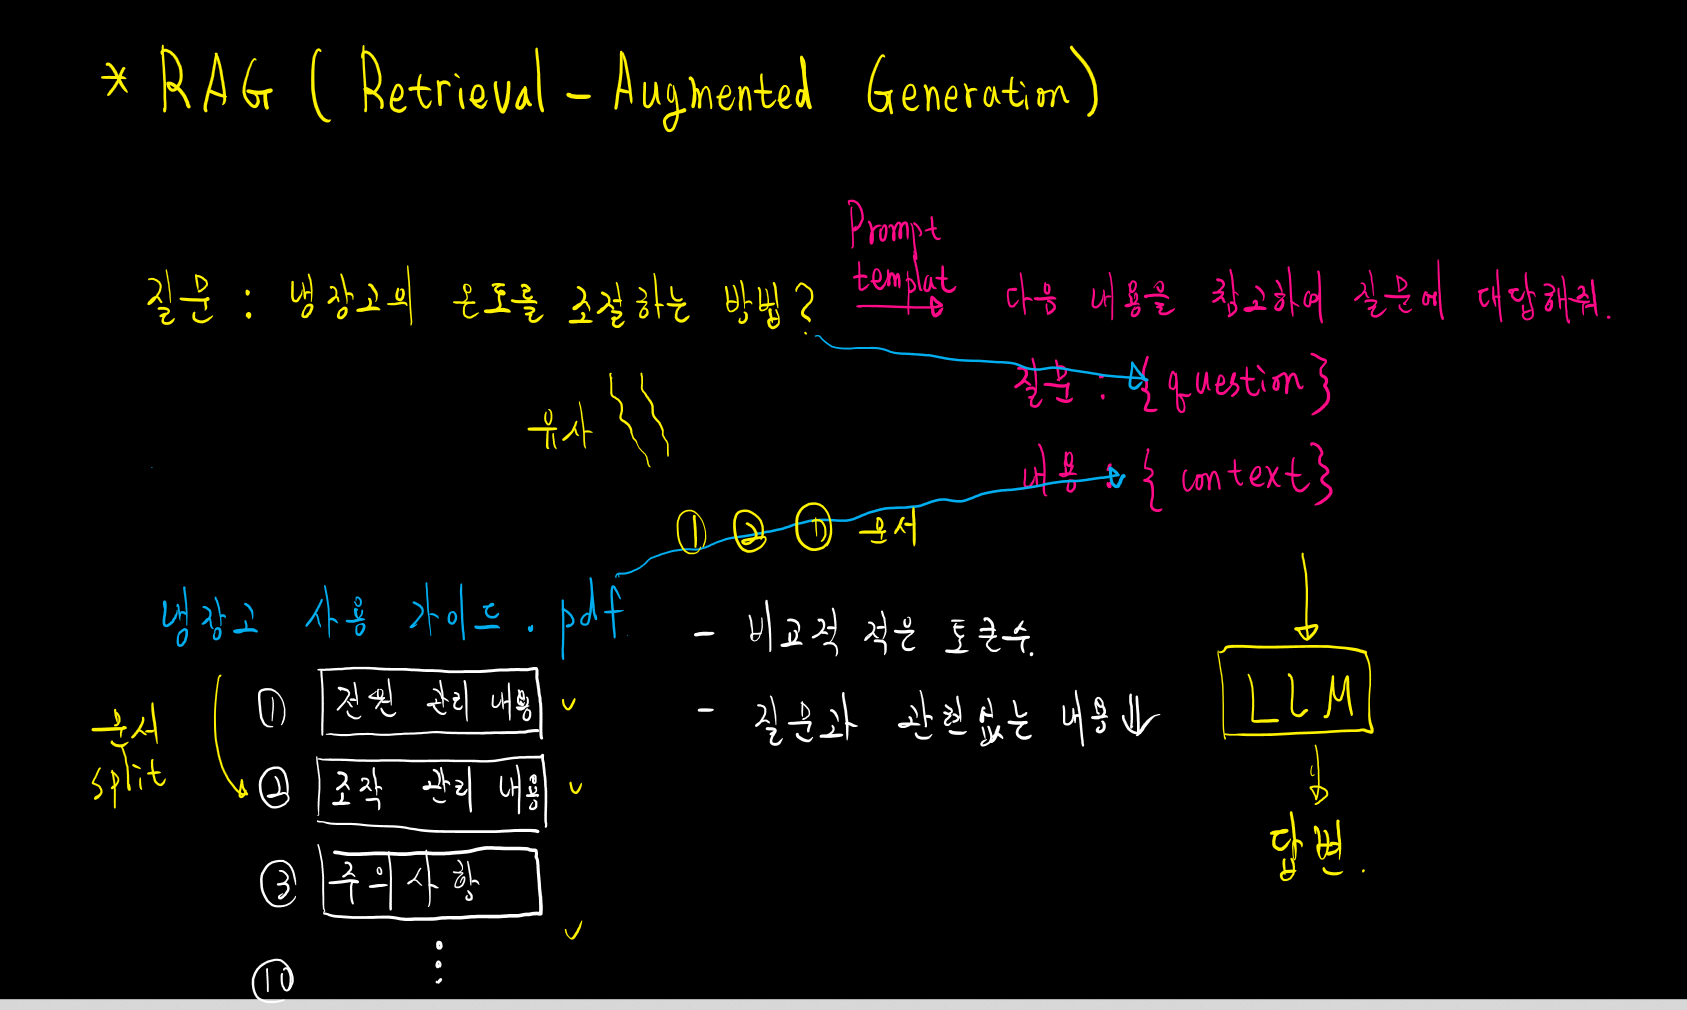 * RAG ( Retrieval - Augmented Generation )
Prompt
templat
질문 : 냉장고의 온도를 조절하는 방법?
다음 내용을 참고하여 질문에 대답해줘.
질문 : { question }
유사
내용 : { context }
① ② ⑦ 문서
냉장고 사용 가이드 . pdf
- 비교적 적은 토큰수.
LLM
① 전원 관리 내용 ✓
- 질문과 관련없는 내용 ⇓
문서
split
② 조작 관리 내용 ✓
답변.
③ 주의사항
✓
⋮
⑩